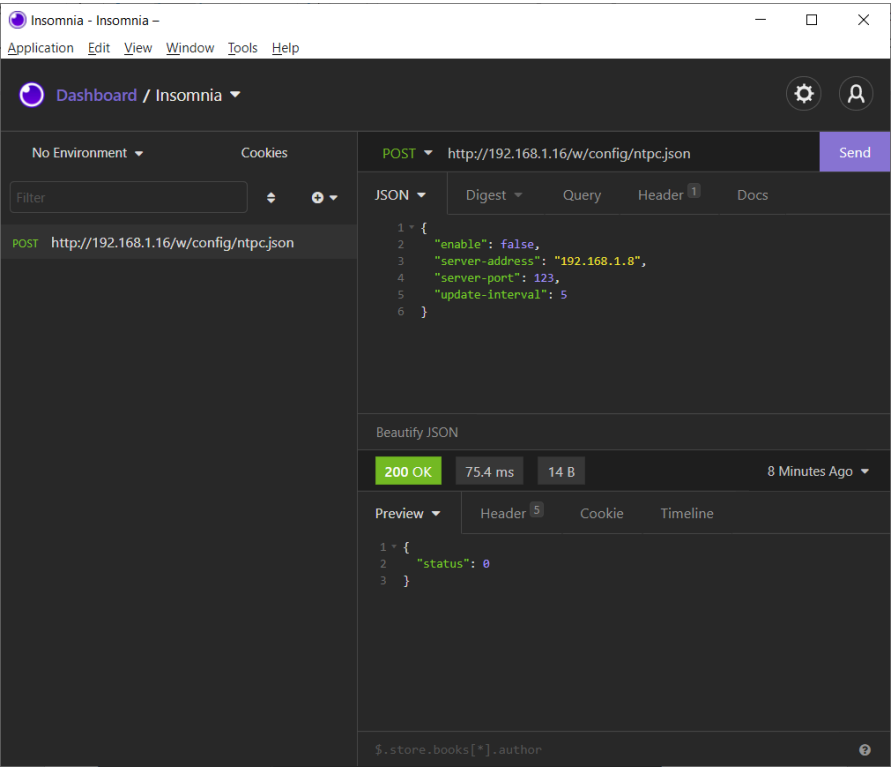 Insomnia - Insomnia –
Application Edit View Window Tools Help
Dashboard / Insomnia
No Environment Cookies
Filter
POST http://192.168.1.16/w/config/ntpc.json
POST http://192.168.1.16/w/config/ntpc.json Send
JSON Digest Query Header 1 Docs
1 {
2 "enable": false,
3 "server-address": "192.168.1.8",
4 "server-port": 123,
5 "update-interval": 5
6 }
Beautify JSON
200 OK 75.4 ms 14 B 8 Minutes Ago
Preview Header 5 Cookie Timeline
1 {
2 "status": 0
3 }
$.store.books[*].author ?